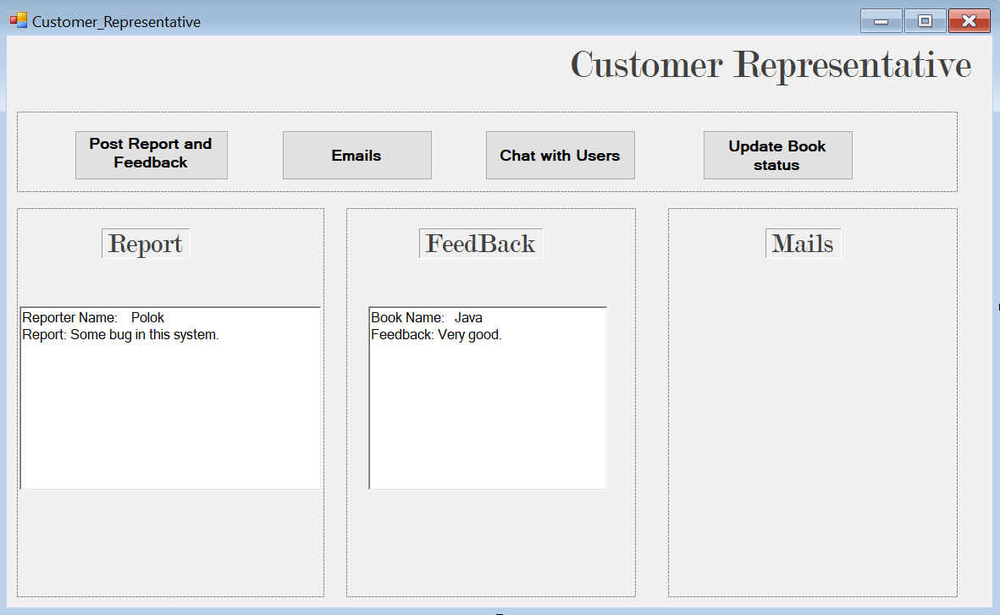 Customer_Representative
Customer Representative
Post Report and
Feedback
Emails
Chat with Users
Update Book
status
Report
FeedBack
Mails
Reporter Name:    Polok
Report: Some bug in this system.
Book Name:   Java
Feedback: Very good.